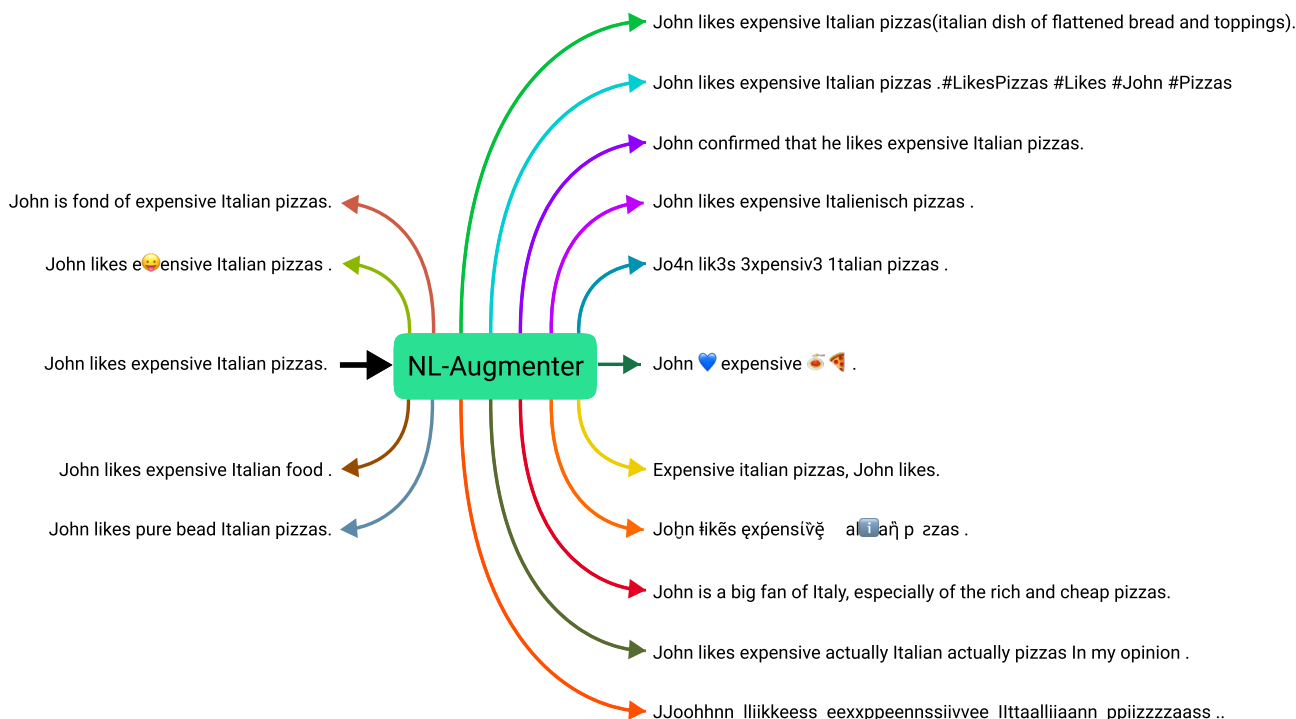 John likes expensive Italian pizzas(italian dish of flattened bread and toppings).
John likes expensive Italian pizzas .#LikesPizzas #Likes #John #Pizzas
John confirmed that he likes expensive Italian pizzas.
John is fond of expensive Italian pizzas.
John likes expensive Italienisch pizzas .
John likes e😛ensive Italian pizzas .
Jo4n lik3s 3xpensiv3 1talian pizzas .
John likes expensive Italian pizzas.
NL-Augmenter
John 💙 expensive 🍝🍕 .
John likes expensive Italian food .
Expensive italian pizzas, John likes.
John likes pure bead Italian pizzas.
p ƨzas .
John is a big fan of Italy, especially of the rich and cheap pizzas.
John likes expensive actually Italian actually pizzas In my opinion .
JJoohhnn lliikkeess eexxppeennssiivvee IIttaalliiaann ppiizzzzaass ..